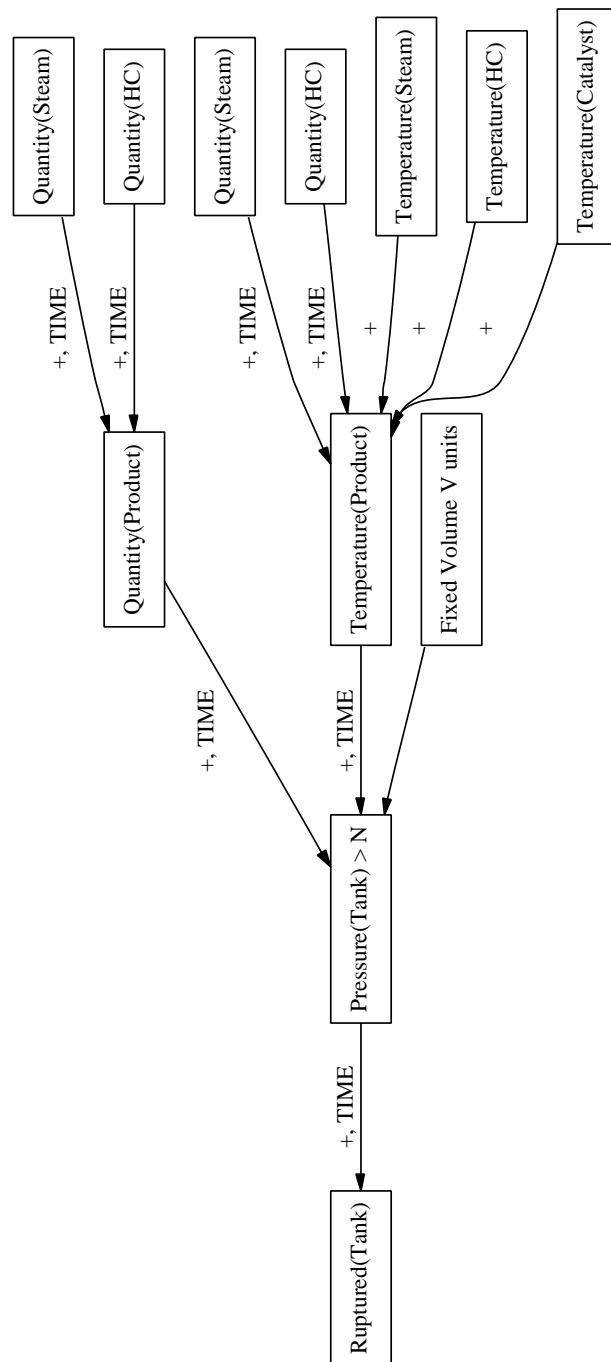 Quantity(Steam)
Quantity(HC)
Quantity(Steam)
Quantity(HC)
Temperature(Steam)
Temperature(HC)
Temperature(Catalyst)
+, TIME
+, TIME
+, TIME
+, TIME
+
+
+
Quantity(Product)
Temperature(Product)
Fixed Volume V units
+, TIME
+, TIME
Pressure(Tank) > N
+, TIME
Ruptured(Tank)